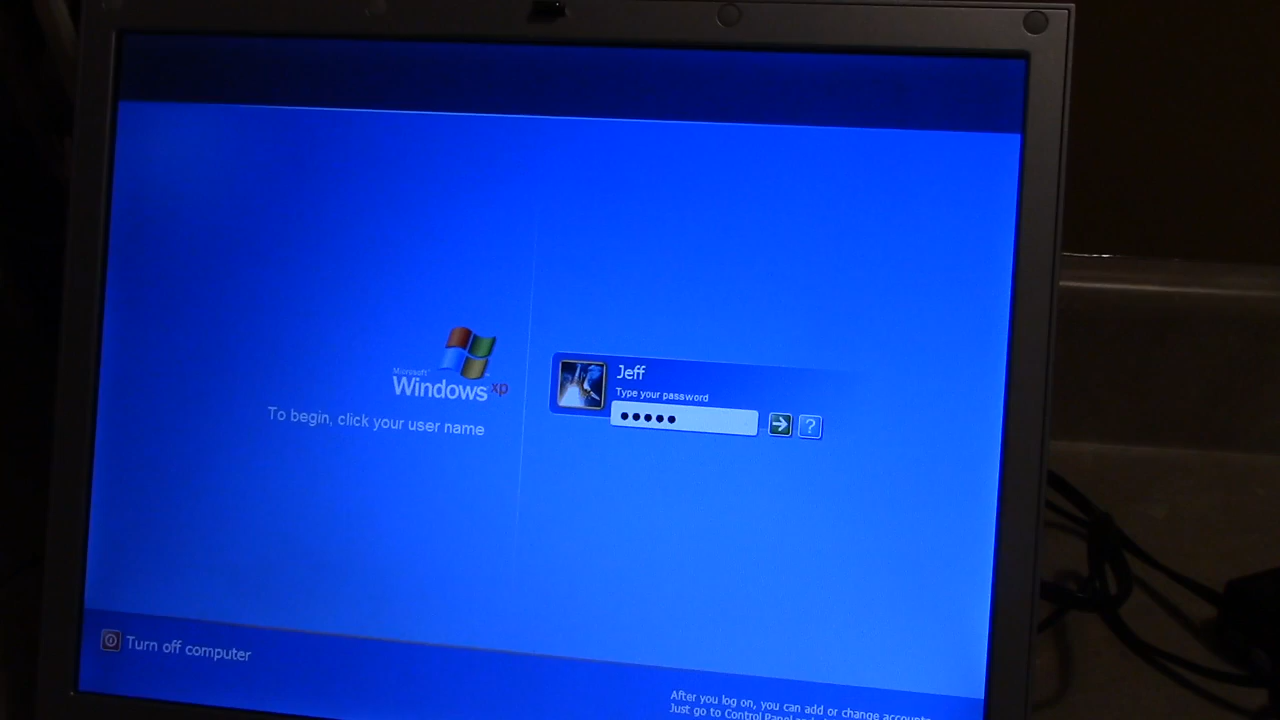 Microsoft
Windows xp
To begin, click your user name
Jeff
Type your password
?
Turn off computer
After you log on, you can add or change accounts
Just go to Control Panel and